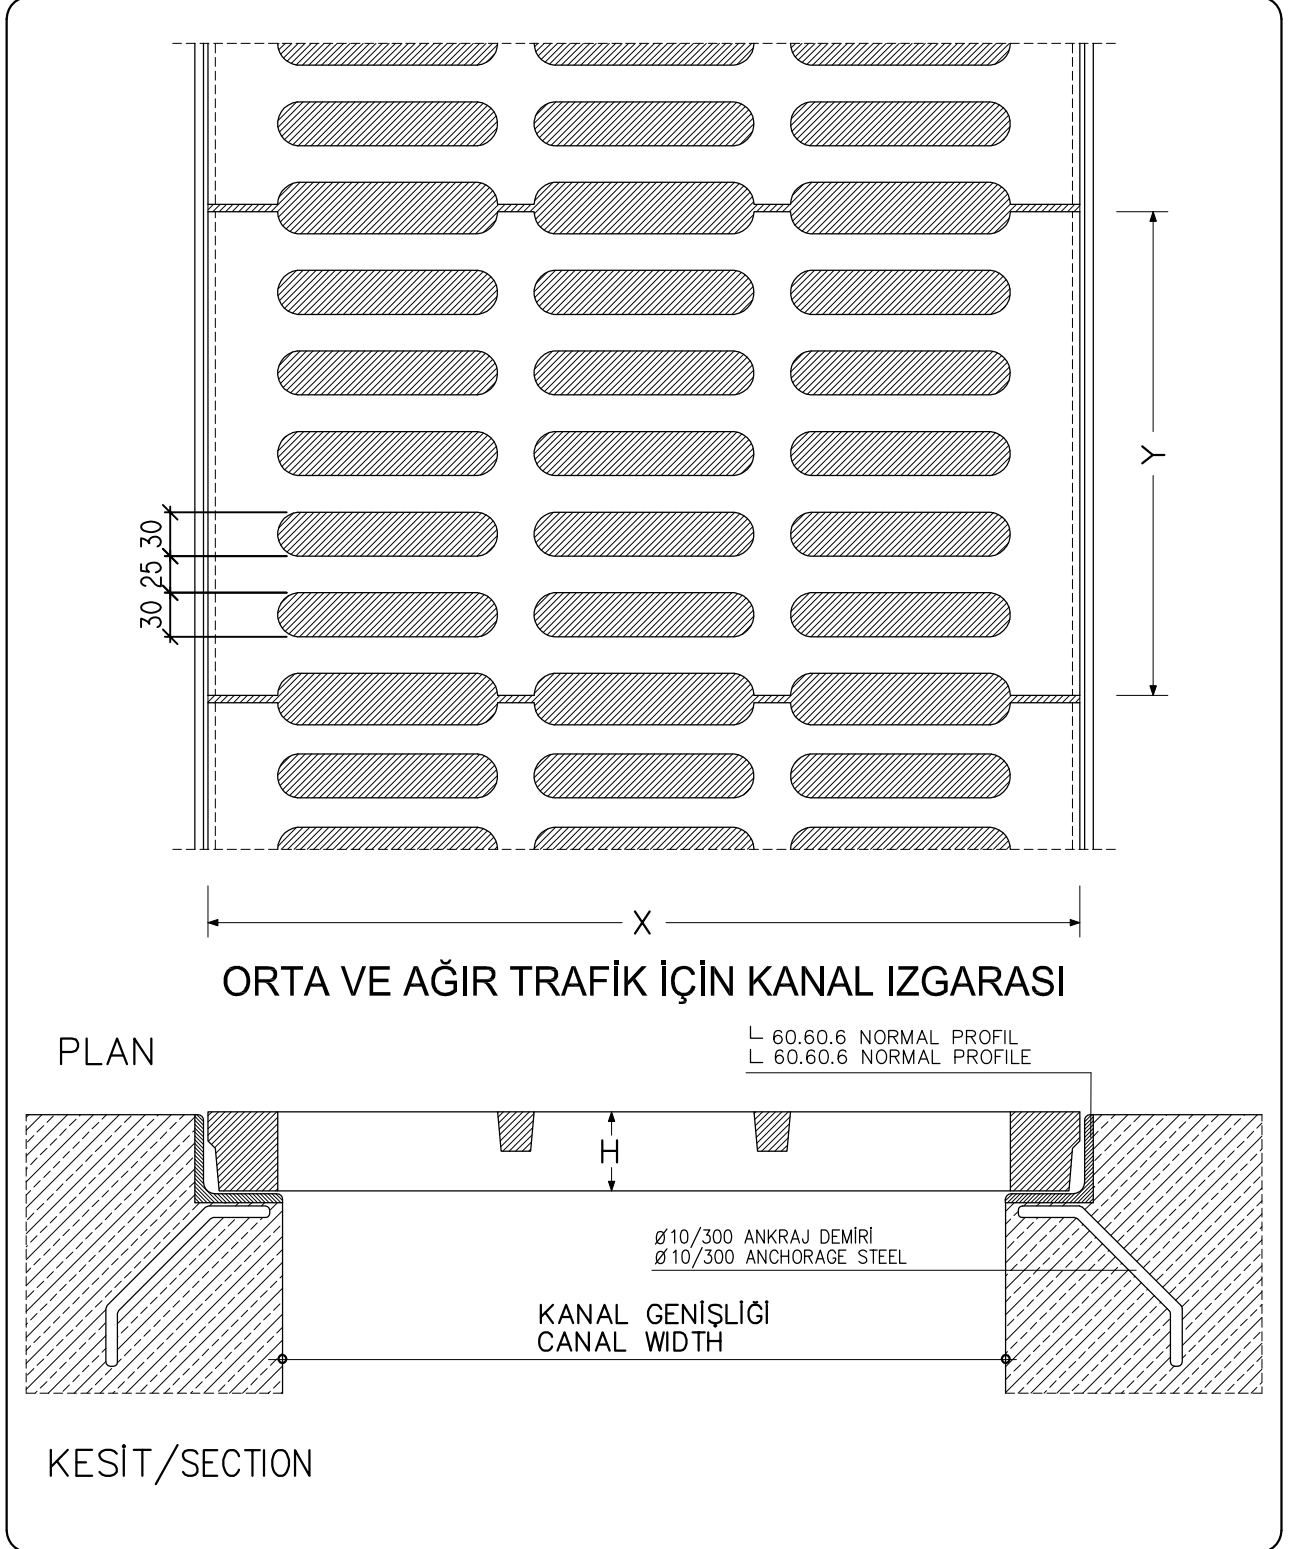 30
25
30
Y
X
ORTA VE AĞIR TRAFİK İÇİN KANAL IZGARASI
PLAN
60.60.6 NORMAL PROFIL
60.60.6 NORMAL PROFILE
H
Ø10/300 ANKRAJ DEMİRİ
Ø10/300 ANCHORAGE STEEL
KANAL GENİŞLİĞİ
CANAL WIDTH
KESİT/SECTION